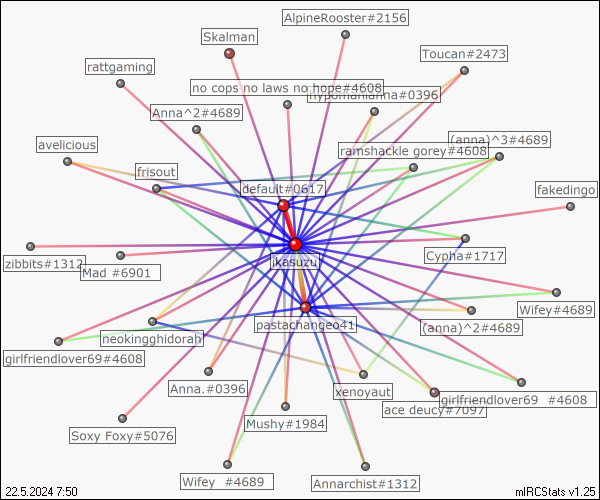 AlpineRooster#2156
Skalman
Toucan#2473
rattgaming
no cops no laws no hope#4608
hypomanianna#0396
Anna^2#4689
(anna)^3#4689
avelicious
ramshackle gorey#4608
frisout
default#0617
fakedingo
jkasuzu
zibbits#1312
Mad #6901
Cypha#1717
Wifey#4689
pastachangeo41
(anna)^2#4689
neokingghidorah
girlfriendlover69#4608
Anna.#0396
xenoyaut
girlfriendlover69 #4608
ace deucy#7097
Mushy#1984
Soxy Foxy#5076
Wifey #4689
Annarchist#1312
22.5.2024 7:50
mIRCStats v1.25